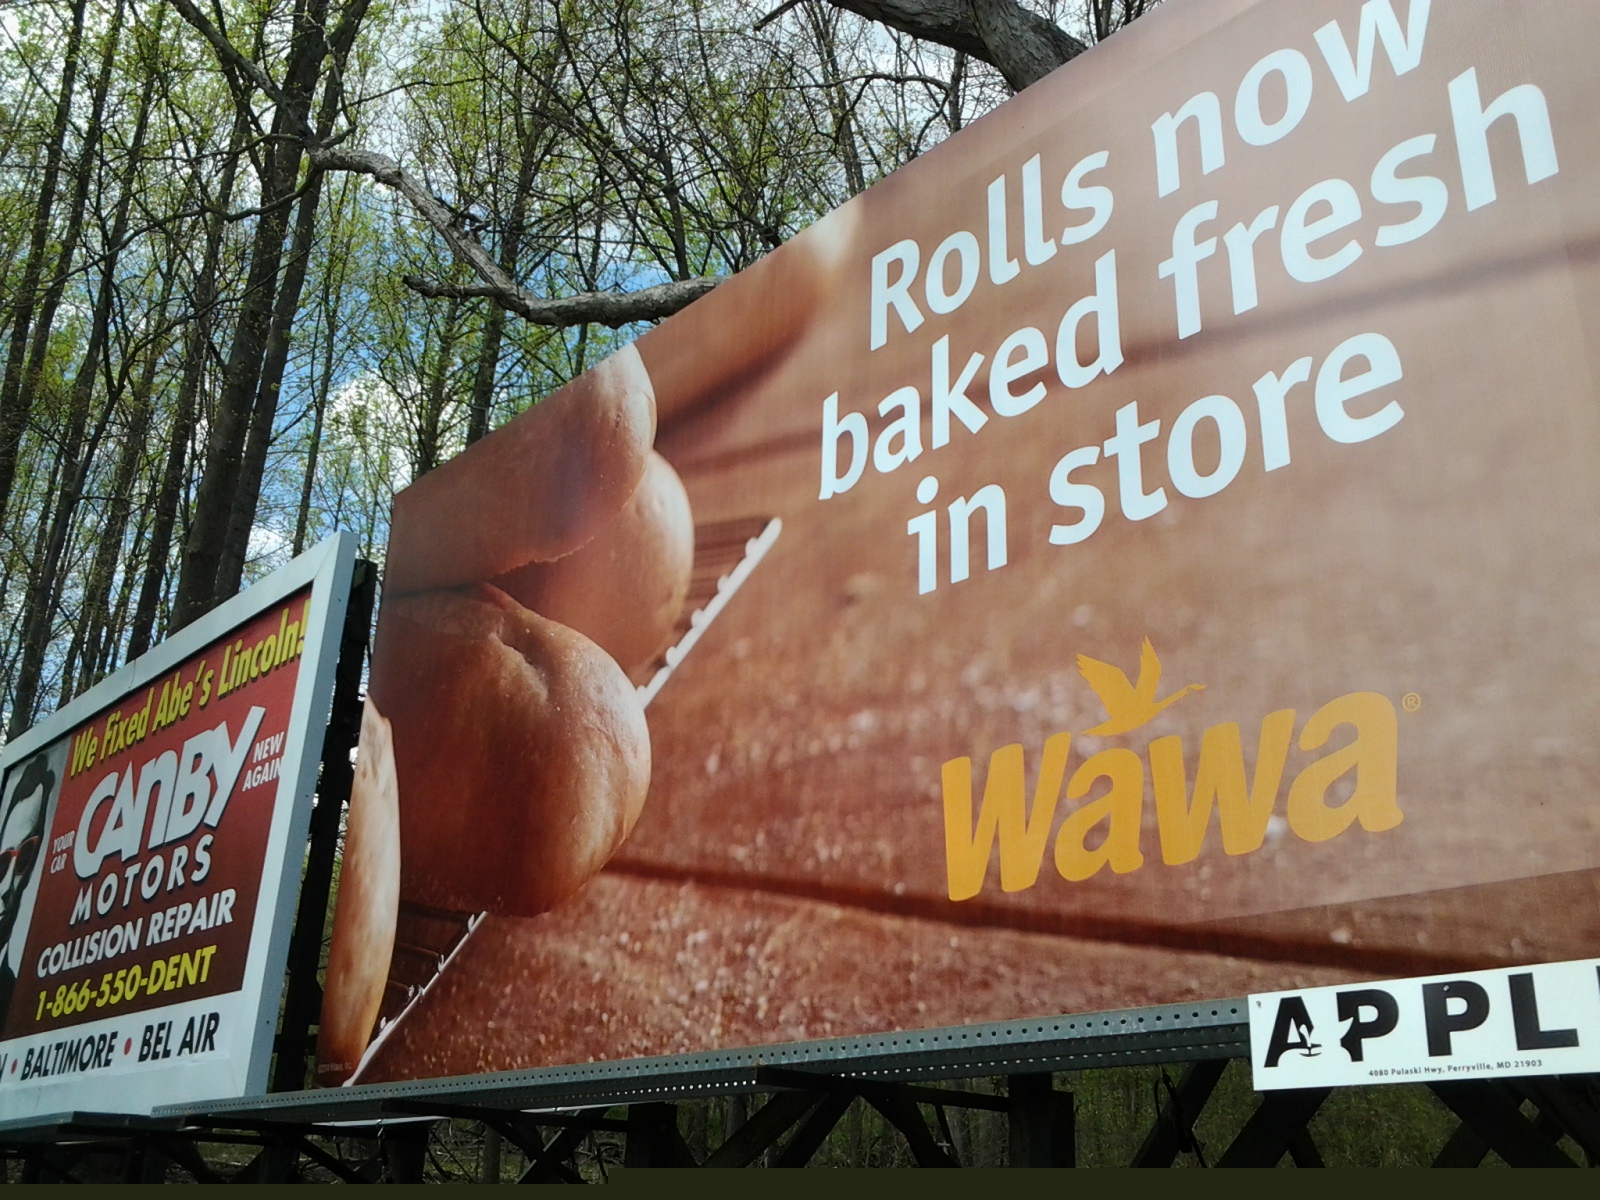 We Fixed Abe's Lincoln!
YOUR CAR
CANBY
NEW AGAIN
MOTORS
COLLISION REPAIR
1-866-550-DENT
• BALTIMORE • BEL AIR
Rolls now
baked fresh
in store
Wawa®
APPL
4080 Pulaski Hwy, Perryville, MD 21903